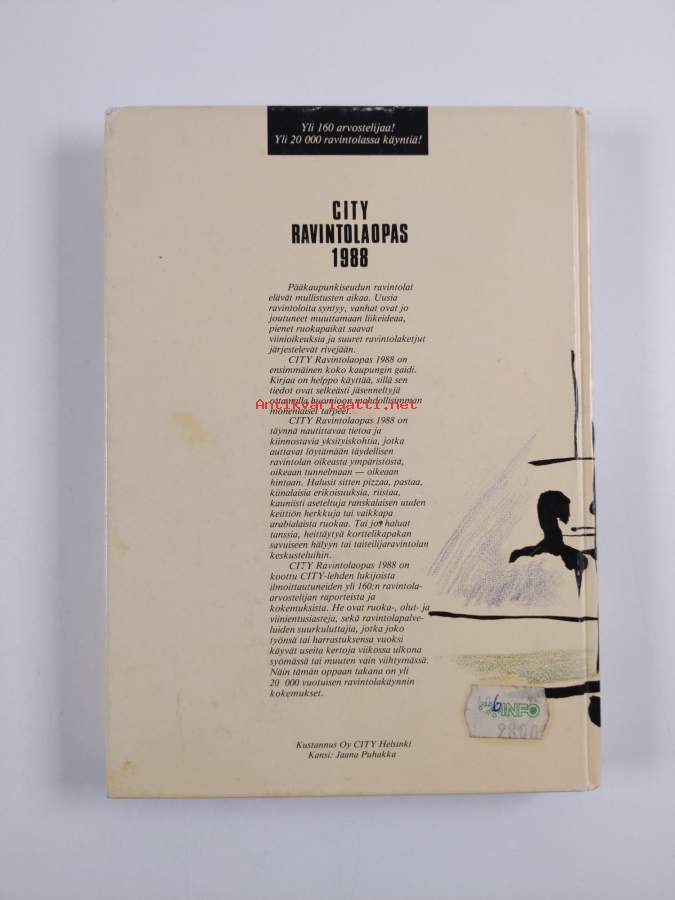 Yli 160 arvostelijaa!
Yli 20 000 ravintolassa käyntiä!
CITY
RAVINTOLAOPAS
1988
Pääkaupunkiseudun ravintolat
elävät mullistusten aikaa. Uusia
ravintoloita syntyy, vanhat ovat jo
joutuneet muuttamaan liikeideaa,
pienet ruokapaikat saavat
viinioikeuksia ja suuret ravintolaketjut
järjestelevät rivejään.
CITY Ravintolaopas 1988 on
ensimmäinen koko kaupungin gaidi.
Kirjaa on helppo käyttää, sillä sen
tiedot ovat selkeästi jäsenneltyjä
ottamalla huomioon mahdollisimman
moninaiset tarpeet.
Antikvariaatti.net
CITY Ravintolaopas 1988 on
täynnä nautittavaa tietoa ja
kiinnostavia yksityiskohtia, jotka
auttavat löytämään täydellisen
ravintolan oikeasta ympäristöstä,
oikeaan tunnelmaan — oikeaan
hintaan. Halusit sitten pizzaa, pastaa,
kiinalaisia erikoisuuksia, riistaa,
kauniisti aseteltuja ranskalaisen uuden
keittiön herkkuja tai vaikkapa
arabialaista ruokaa. Tai jos haluat
tanssia, heittäytyä korttelikapakan
savuiseen hälyyn tai taiteilijaravintolan
keskusteluihin.
CITY Ravintolaopas 1988 on
koottu CITY-lehden lukijoista
ilmoittautuneiden yli 160:n ravintola-
arvostelijan raporteista ja
kokemuksista. He ovat ruoka-, olut- ja
viinientusiasteja, sekä ravintolapalve-
luiden suurkuluttajia, jotka joko
työnsä tai harrastuksensa vuoksi
käyvät useita kertoja viikossa ulkona
syömässä tai muuten vain viihtymässä.
Näin tämän oppaan takana on yli
20 000 vuotuisen ravintolakäynnin
kokemukset.
INFO
Kustannus Oy CITY Helsinki
Kansi: Jaana Puhakka